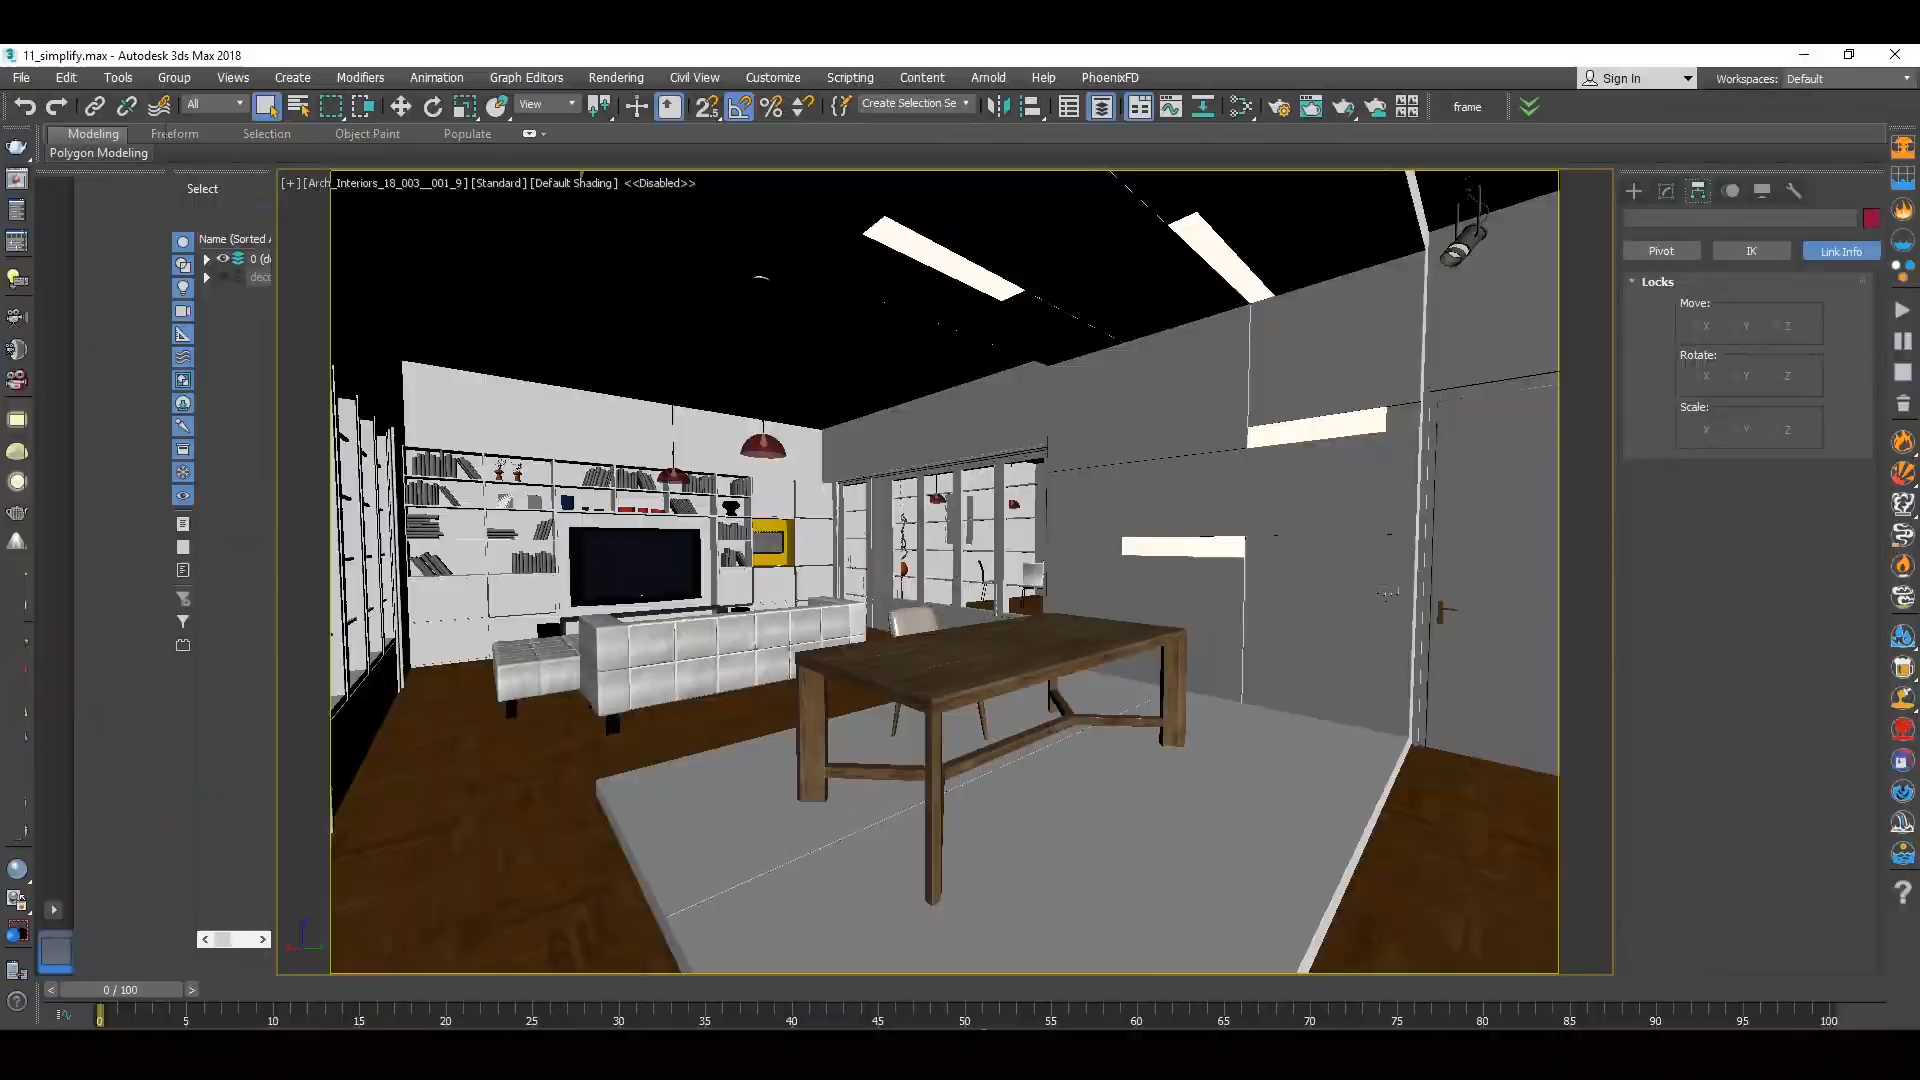 11_simplify.max - Autodesk 3ds Max 2018
File Edit Tools Group Views Create Modifiers Animation Graph Editors Rendering Civil View Customize Scripting Content Arnold Help PhoenixFD
Sign In Workspaces: Default
All View Create Selection Se frame
Modeling Freeform Selection Object Paint Populate
Polygon Modeling
Select
[+] [Arch_Interiors_18_003__001_9] [Standard] [Default Shading] <<Disabled>>
Name (Sorted A
0 (de
deco
Pivot IK Link Info
Locks
Move:
X Y Z
Rotate:
X Y Z
Scale:
X Y Z
< 0 / 100 >
0 5 10 15 20 25 30 35 40 45 50 55 60 65 70 75 80 85 90 95 100